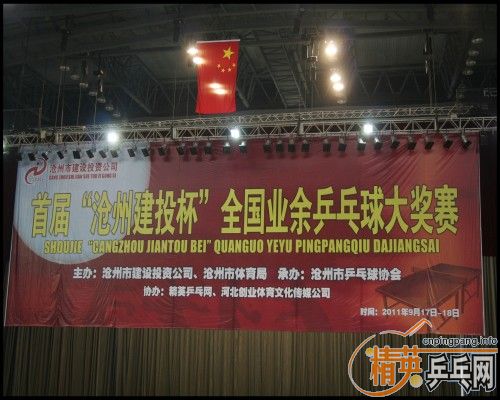 沧州市建设投资公司
首届“沧州建投杯”全国业余乒乓球大奖赛
SHOUJIE "CANGZHOU JIANTOU BEI" QUANGUO YEYU PINGPANGQIU DAJIANGSAI
主办：沧州市建设投资公司、沧州市体育局 承办：沧州市乒乓球协会
协办：精英乒乓网、河北创业体育文化传媒公司
时间：2011年9月17日-18日
cnpingpang.info
精英乒乓网